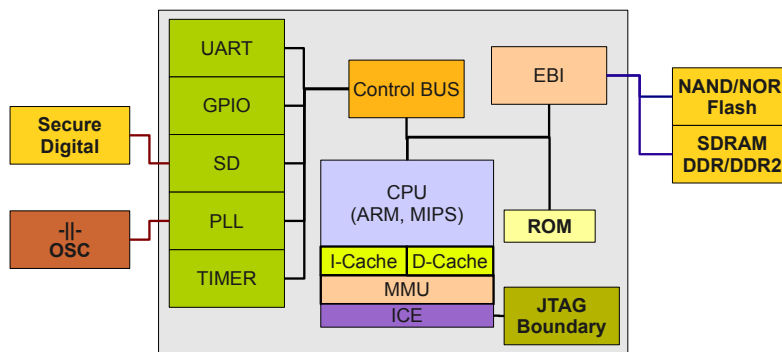 UART
GPIO
SD
PLL
TIMER
Secure
Digital
-||-
OSC
Control BUS
EBI
NAND/NOR
Flash
SDRAM
DDR/DDR2
CPU
(ARM, MIPS)
I-Cache
D-Cache
MMU
ICE
ROM
JTAG
Boundary